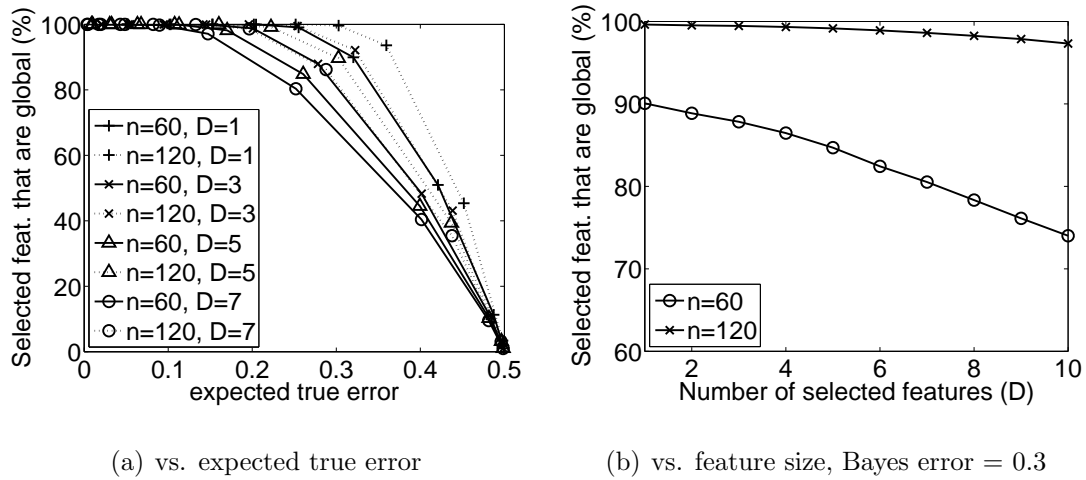 Selected feat. that are global (%)
100
80
60
40
20
0
n=60, D=1
n=120, D=1
n=60, D=3
n=120, D=3
n=60, D=5
n=120, D=5
n=60, D=7
n=120, D=7
0 0.1 0.2 0.3 0.4 0.5
expected true error
(a) vs. expected true error
Selected feat. that are global (%)
100
90
80
70
60
n=60
n=120
2 4 6 8 10
Number of selected features (D)
(b) vs. feature size, Bayes error = 0.3